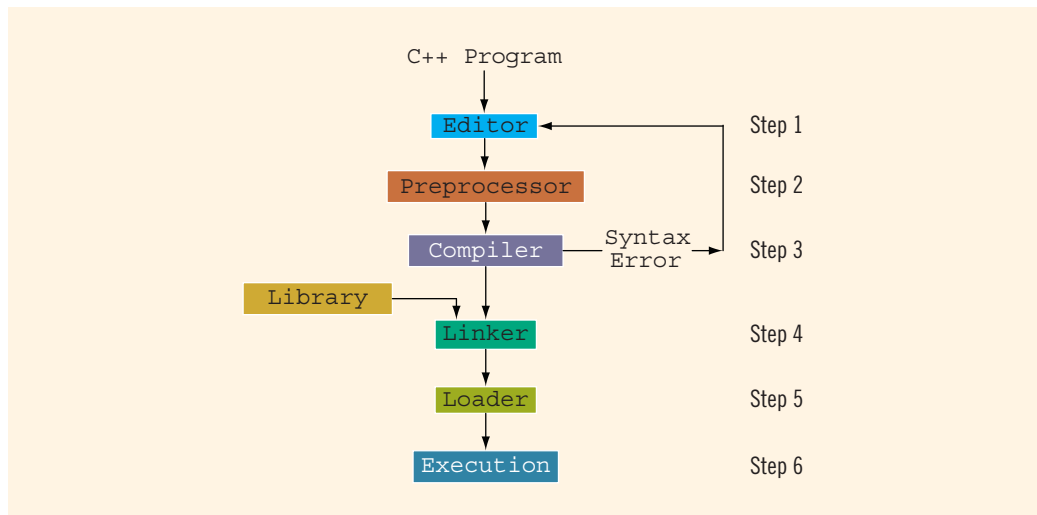 C++ Program
Editor
Step 1
Preprocessor
Step 2
Compiler
Syntax
Error
Step 3
Library
Linker
Step 4
Loader
Step 5
Execution
Step 6